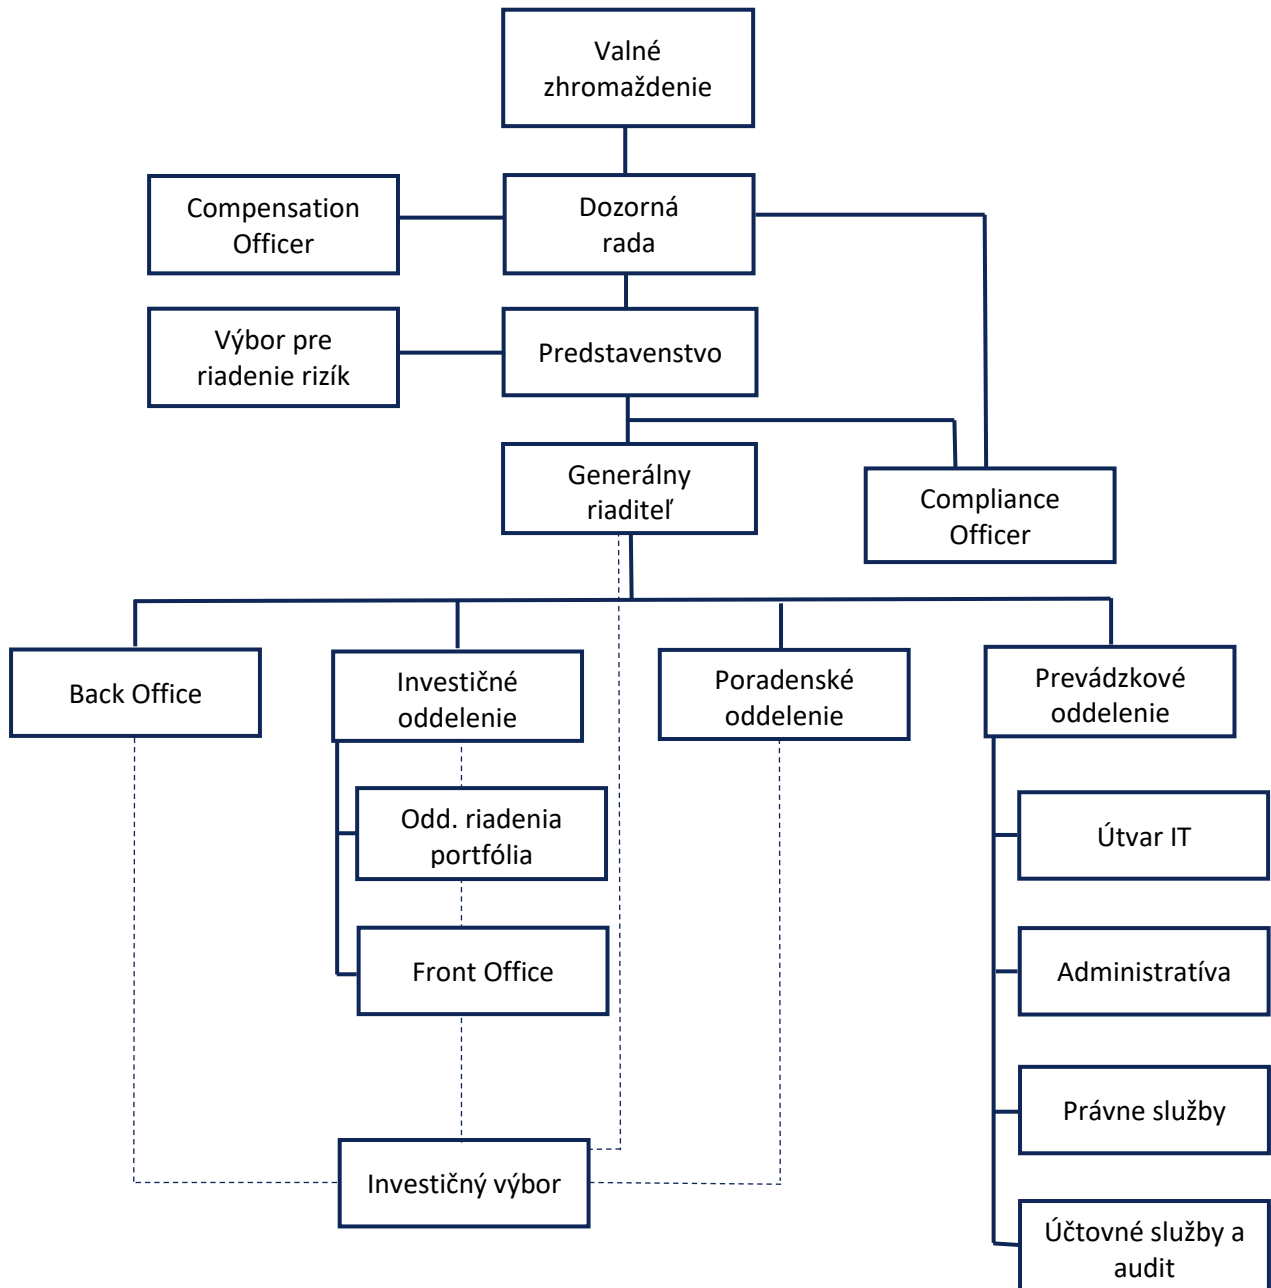 Valné
zhromaždenie
Compensation
Officer
Dozorná
rada
Výbor pre
riadenie rizík
Predstavenstvo
Generálny
riaditeľ
Compliance
Officer
Back Office
Investičné
oddelenie
Poradenské
oddelenie
Prevádzkové
oddelenie
Odd. riadenia
portfólia
Útvar IT
Front Office
Administratíva
Právne služby
Investičný výbor
Účtovné služby a
audit